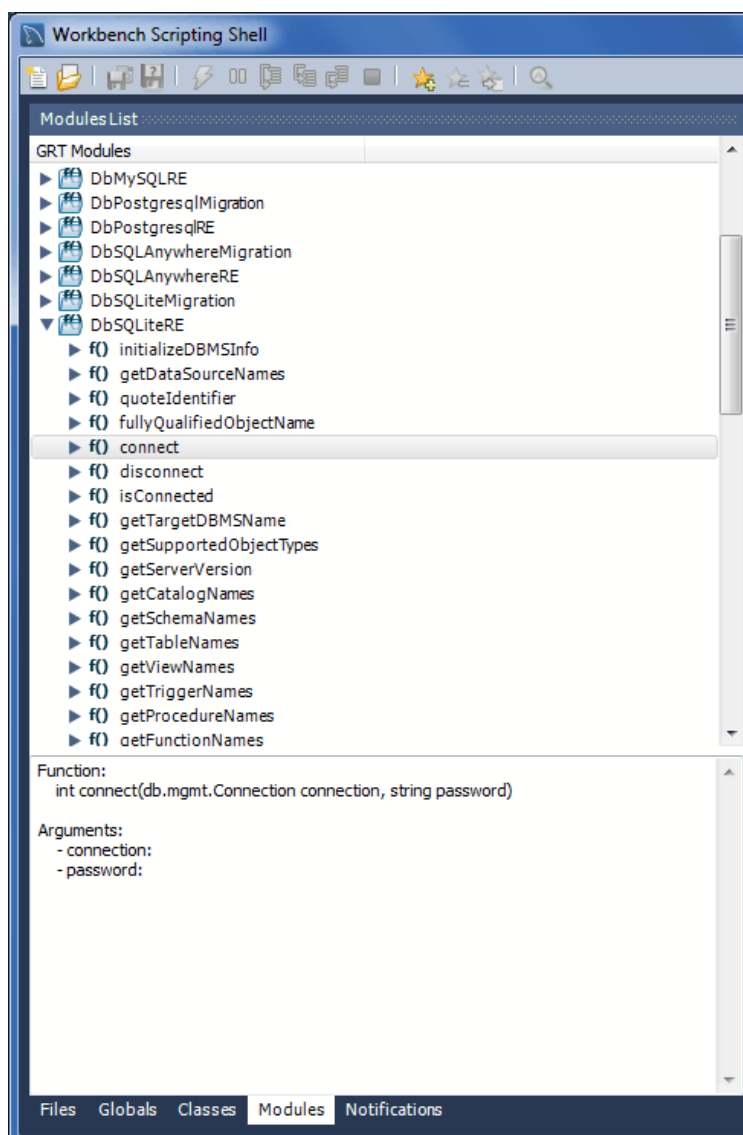 Workbench Scripting Shell
Modules List
GRT Modules
DbMySQLRE
DbPostgresqlMigration
DbPostgresqlRE
DbSQLAnywhereMigration
DbSQLAnywhereRE
DbSQLiteMigration
DbSQLiteRE
f() initializeDBMSInfo
f() getDataSourceNames
f() quoteIdentifier
f() fullyQualifiedObjectName
f() connect
f() disconnect
f() isConnected
f() getTargetDBMSName
f() getSupportedObjectTypes
f() getServerVersion
f() getCatalogNames
f() getSchemaNames
f() getTableNames
f() getViewNames
f() getTriggerNames
f() getProcedureNames
f() getFunctionNames
Function:
int connect(db.mgmt.Connection connection, string password)
Arguments:
- connection:
- password:
Files Globals Classes Modules Notifications